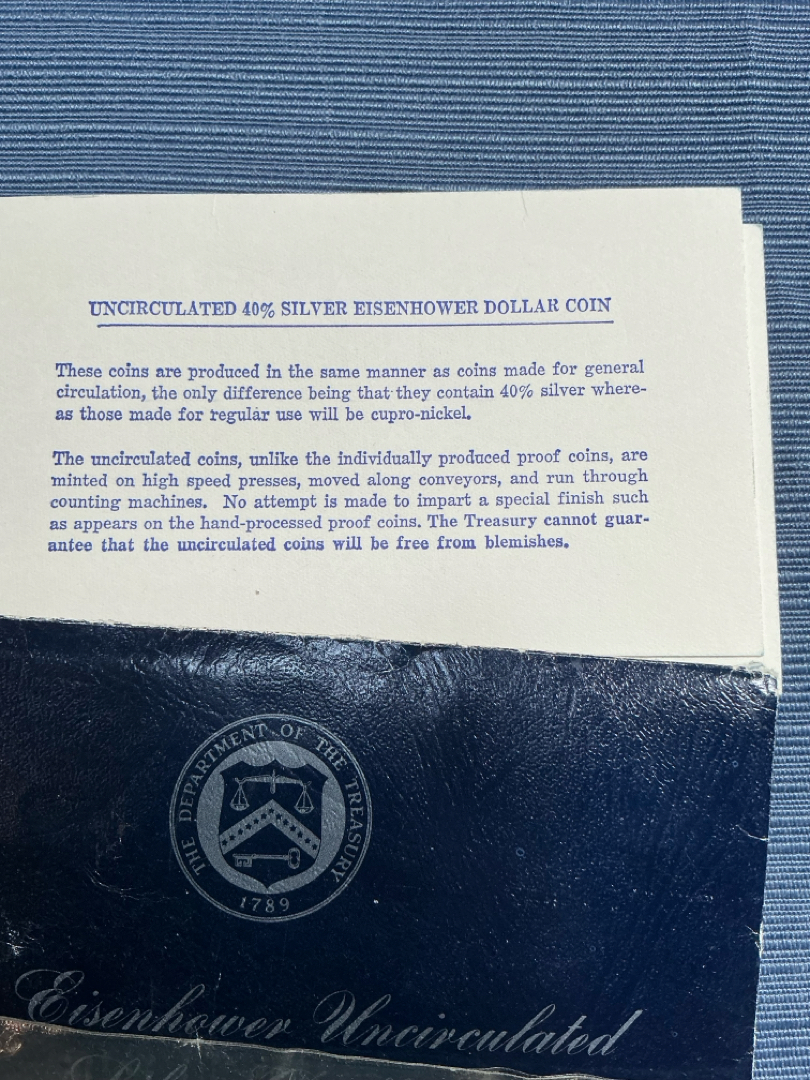 UNCIRCULATED 40% SILVER EISENHOWER DOLLAR COIN
These coins are produced in the same manner as coins made for general
circulation, the only difference being that they contain 40% silver where-
as those made for regular use will be cupro-nickel.
The uncirculated coins, unlike the individually produced proof coins, are
minted on high speed presses, moved along conveyors, and run through
counting machines. No attempt is made to impart a special finish such
as appears on the hand-processed proof coins. The Treasury cannot guar-
antee that the uncirculated coins will be free from blemishes.
THE DEPARTMENT OF THE TREASURY
1789
Eisenhower Uncirculated